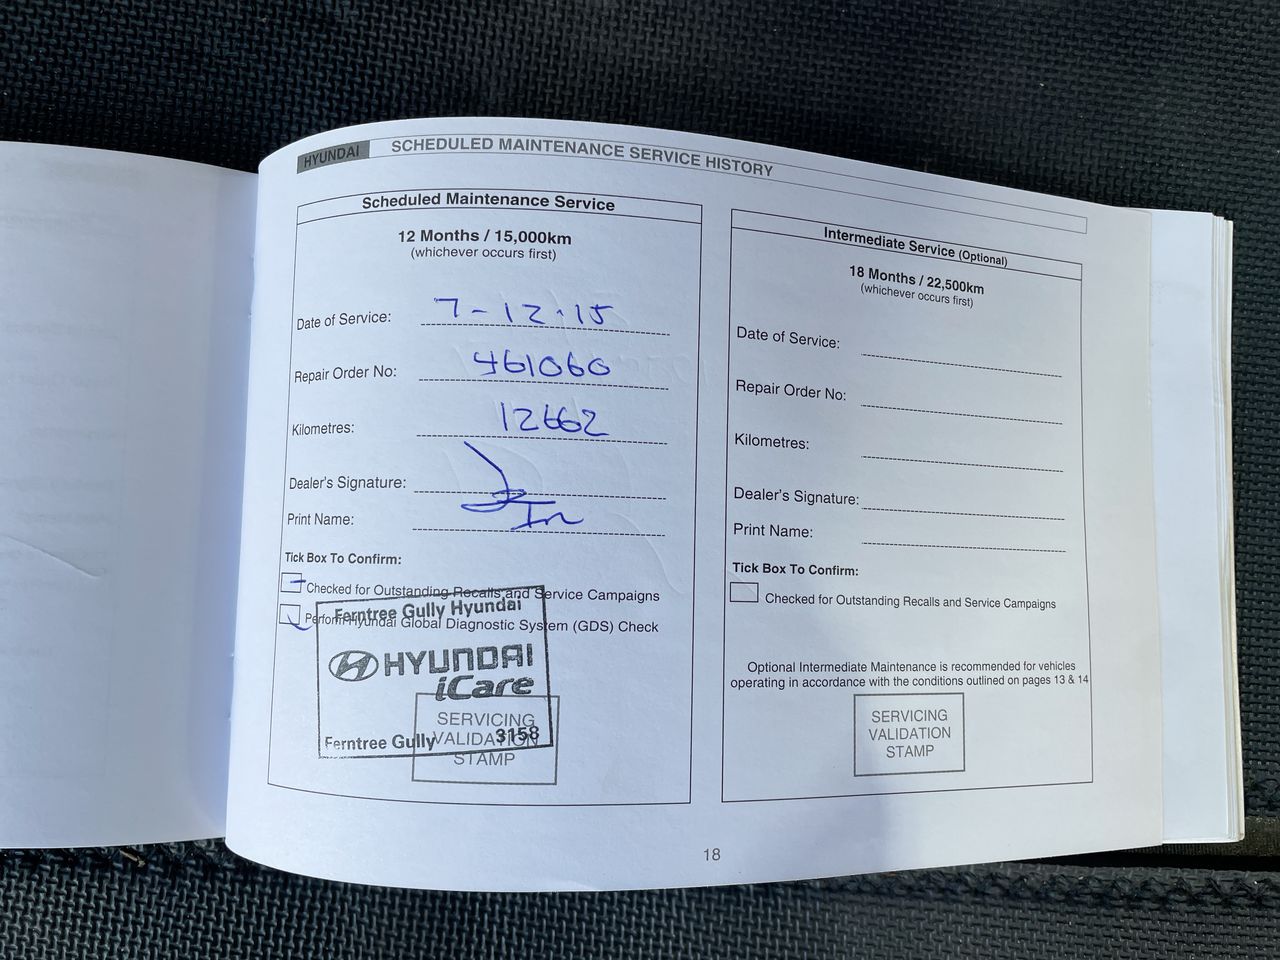 HYUNDAI SCHEDULED MAINTENANCE SERVICE HISTORY
Scheduled Maintenance Service
12 Months / 15,000km
(whichever occurs first)
Date of Service: 7-12-15
Repair Order No: 461060
Kilometres: 12662
Dealer's Signature:
Print Name:
Tick Box To Confirm:
Checked for Outstanding Recalls and Service Campaigns
Perform Hyundai Global Diagnostic System (GDS) Check
Ferntree Gully Hyundai
HYUNDAI
iCare
Ferntree Gully 3158
SERVICING
VALIDATION
STAMP
Intermediate Service (Optional)
18 Months / 22,500km
(whichever occurs first)
Date of Service:
Repair Order No:
Kilometres:
Dealer's Signature:
Print Name:
Tick Box To Confirm:
Checked for Outstanding Recalls and Service Campaigns
Optional Intermediate Maintenance is recommended for vehicles
operating in accordance with the conditions outlined on pages 13 & 14
SERVICING
VALIDATION
STAMP
18